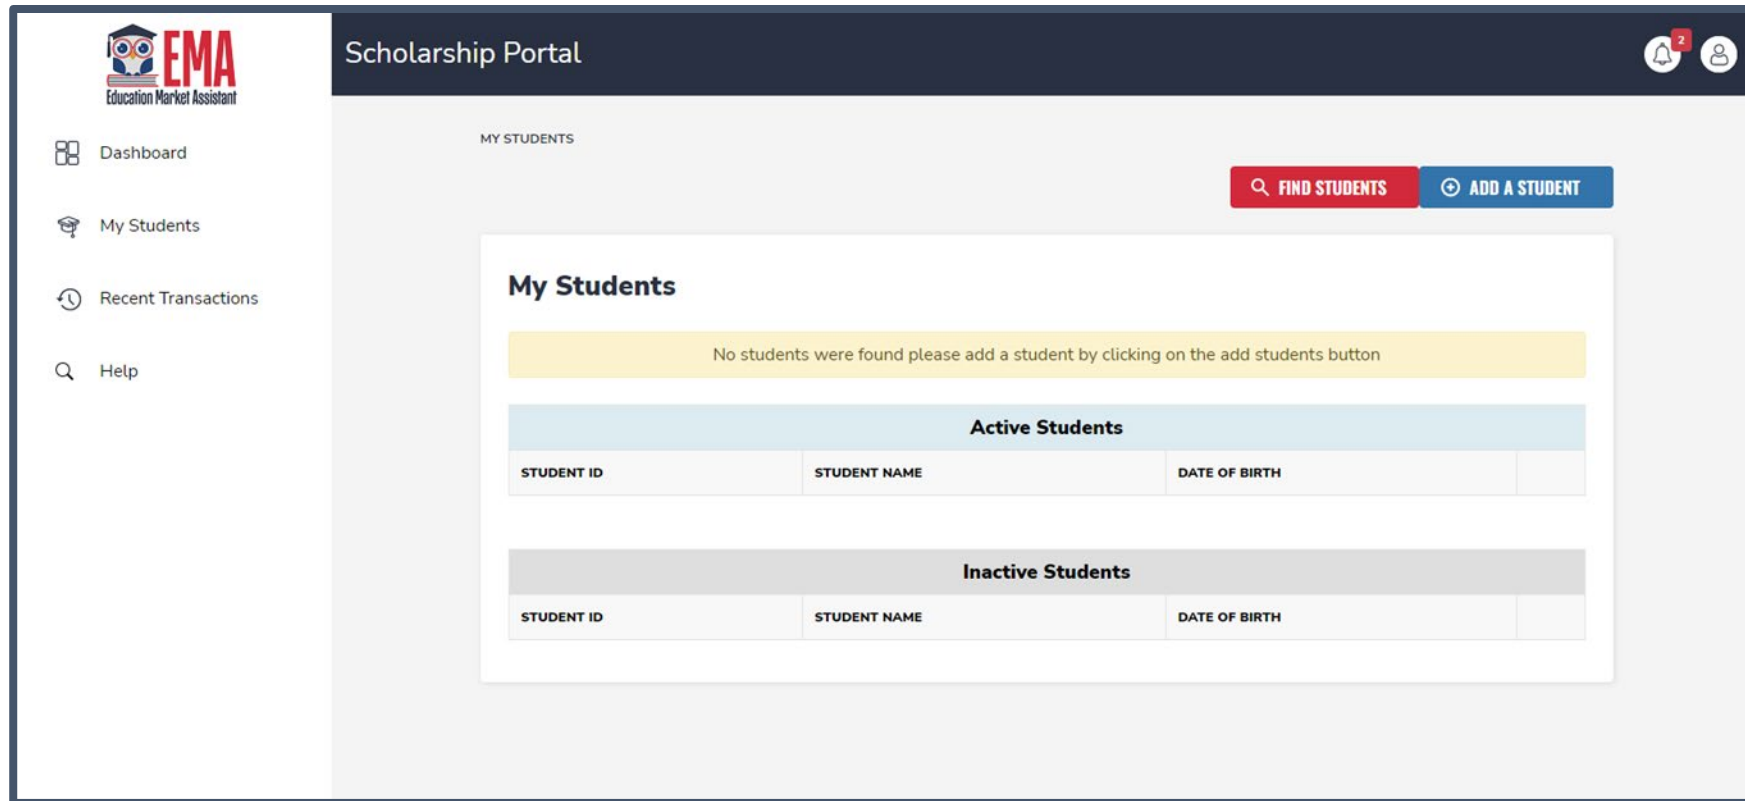 EMA
Education Market Assistant
Scholarship Portal
2
Dashboard
My Students
Recent Transactions
Help
MY STUDENTS
FIND STUDENTS
ADD A STUDENT
My Students
No students were found please add a student by clicking on the add students button
Active Students
STUDENT ID STUDENT NAME DATE OF BIRTH
Inactive Students
STUDENT ID STUDENT NAME DATE OF BIRTH